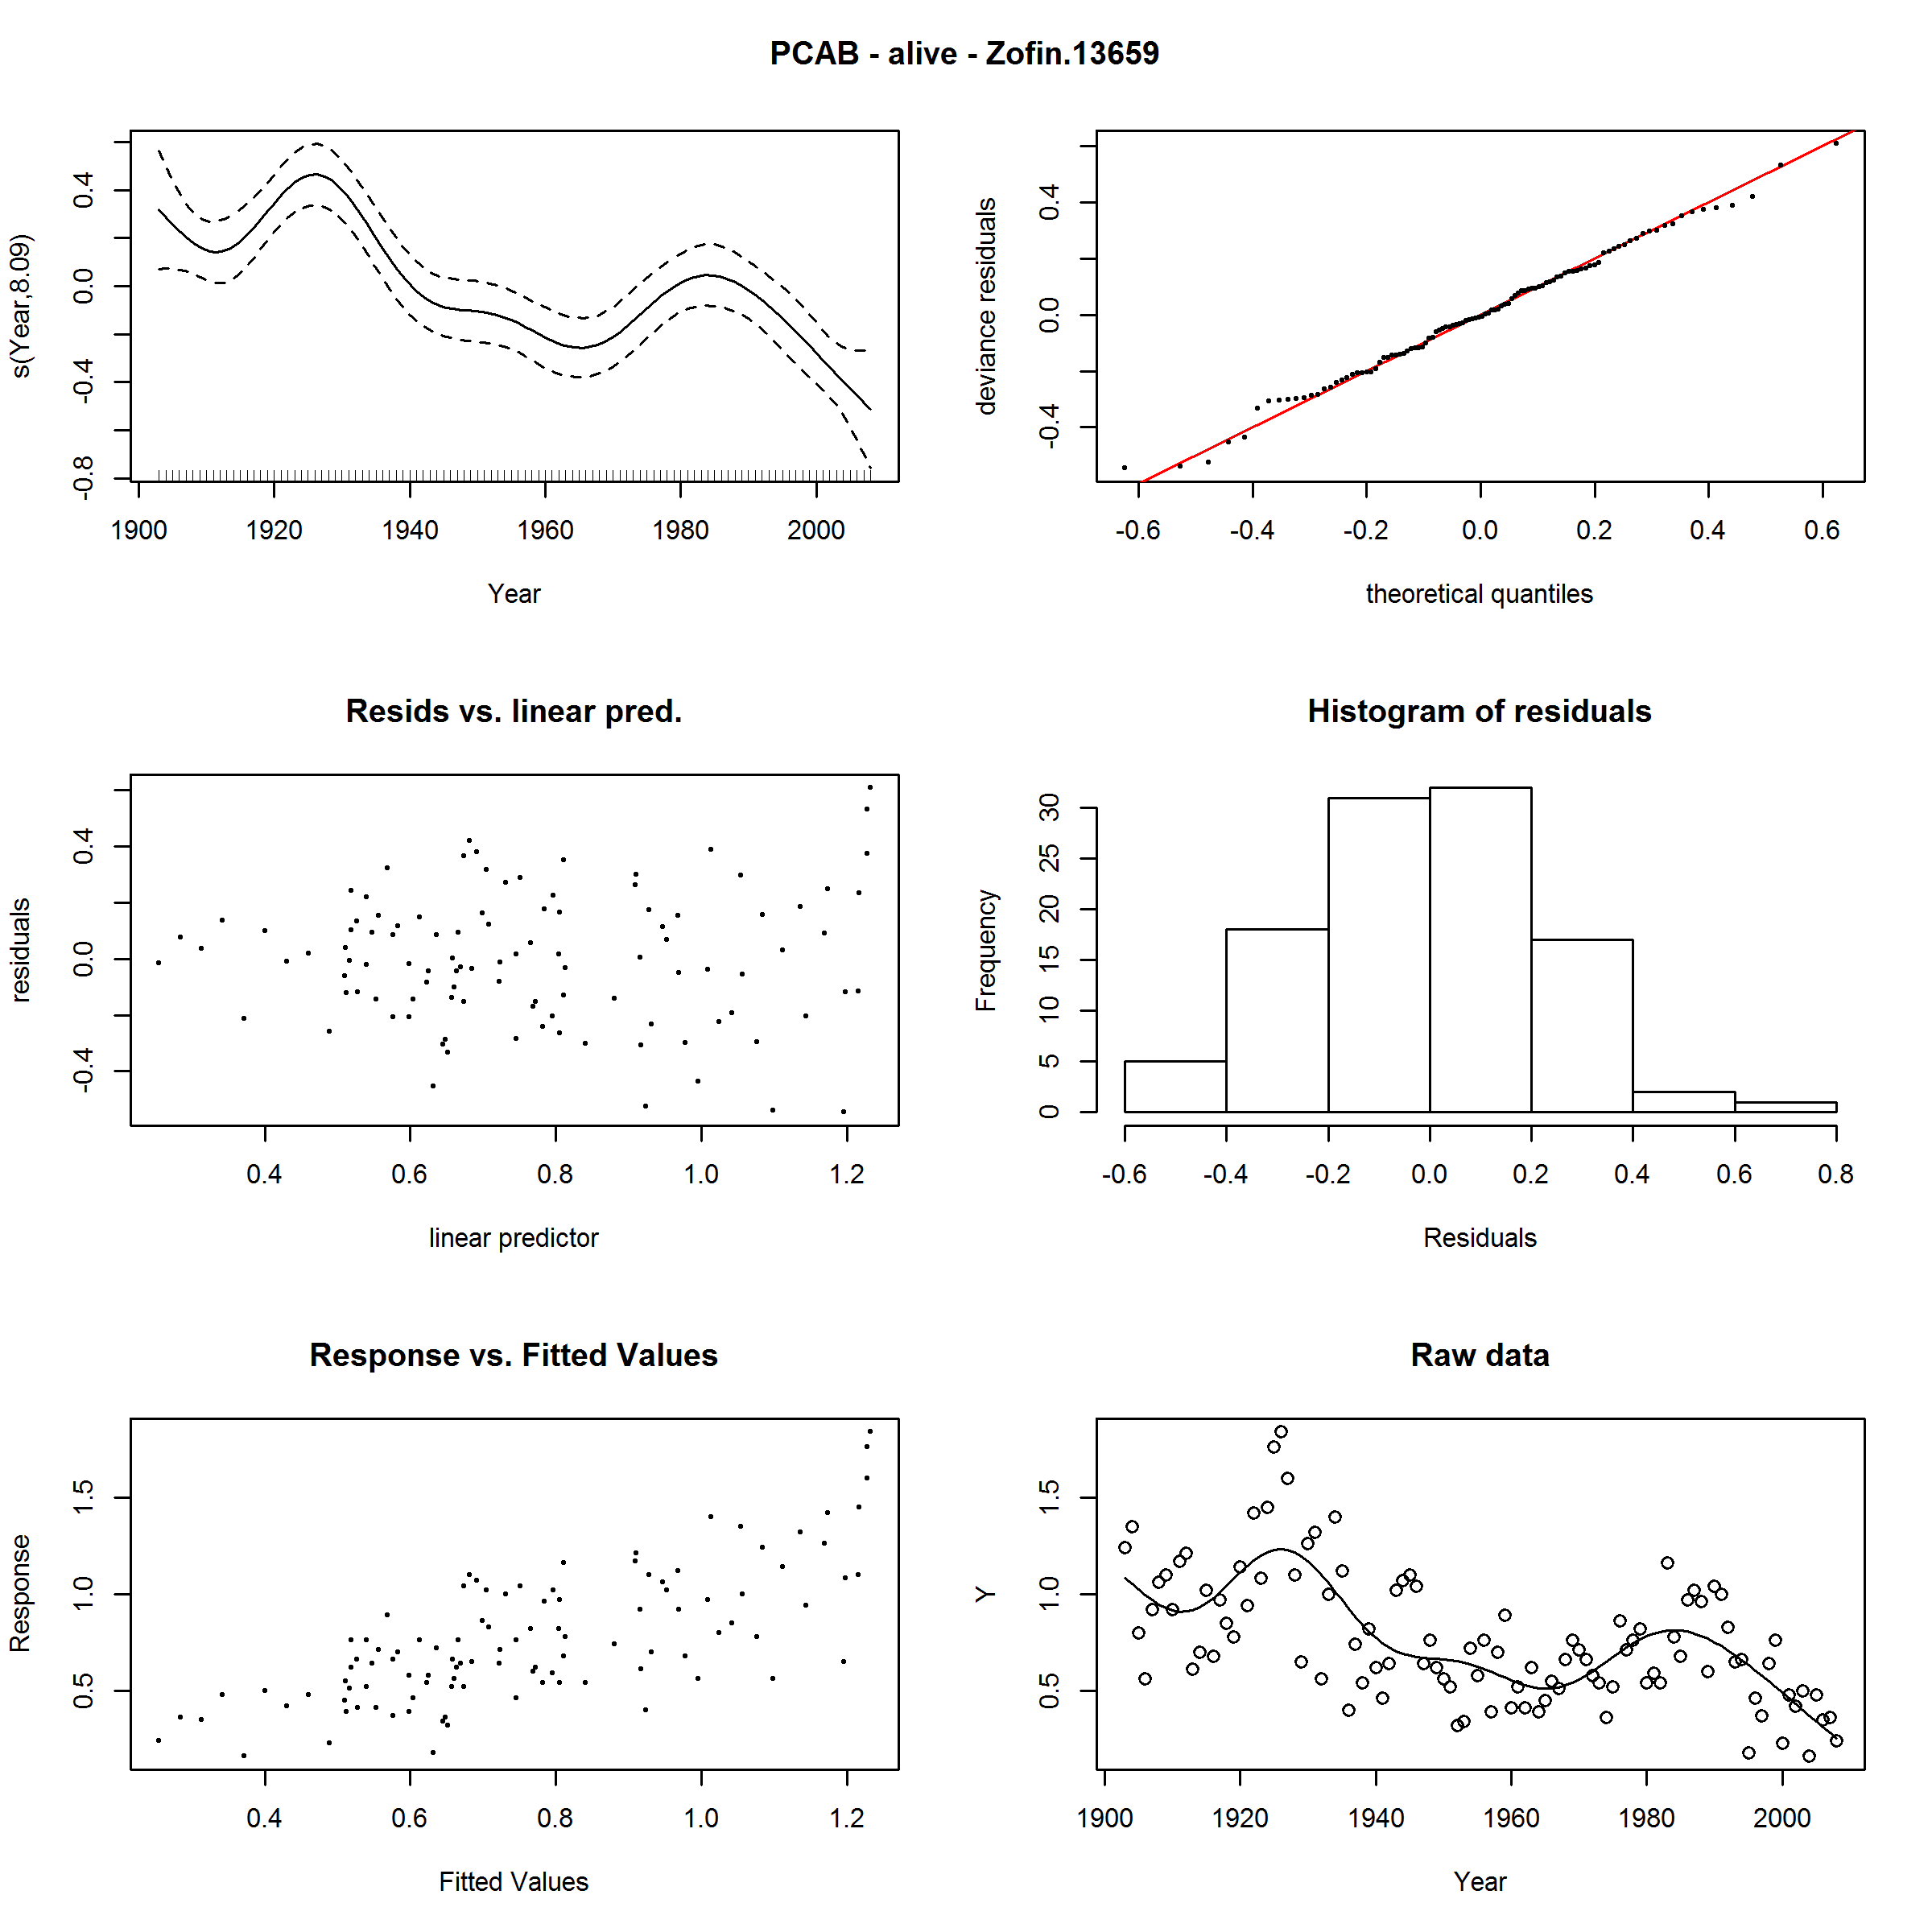 PCAB - alive - Zofin.13659
s(Year,8.09)
-0.8 -0.4 0.0 0.4
1900 1920 1940 1960 1980 2000
Year
deviance residuals
-0.4 0.0 0.4
-0.6 -0.4 -0.2 0.0 0.2 0.4 0.6
theoretical quantiles
Resids vs. linear pred.
residuals
-0.4 0.0 0.4
0.4 0.6 0.8 1.0 1.2
linear predictor
Histogram of residuals
Frequency
0 5 10 15 20 25 30
-0.6 -0.4 -0.2 0.0 0.2 0.4 0.6 0.8
Residuals
Response vs. Fitted Values
Response
0.5 1.0 1.5
0.4 0.6 0.8 1.0 1.2
Fitted Values
Raw data
Y
0.5 1.0 1.5
1900 1920 1940 1960 1980 2000
Year